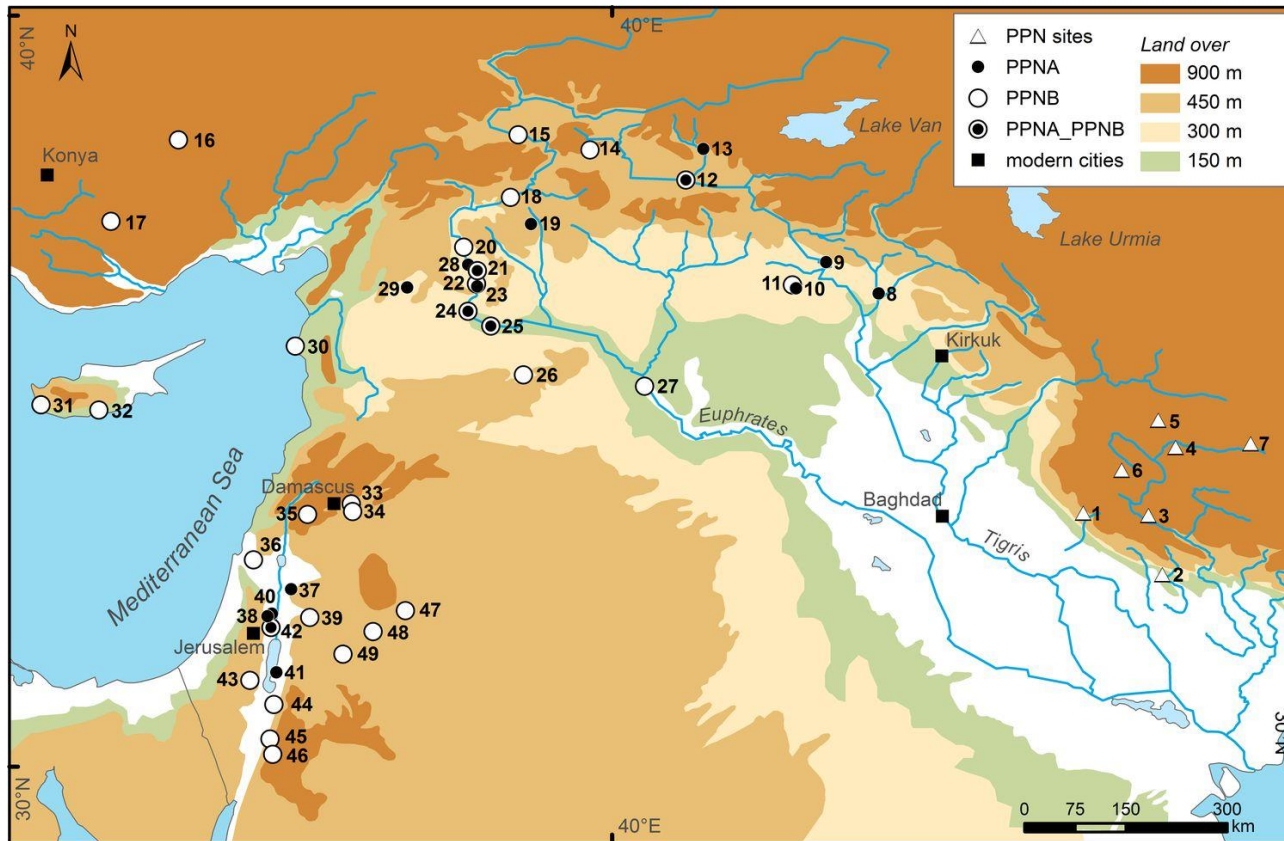 40°N
N
40°E
PPN sites
PPNA
PPNB
PPNA_PPNB
modern cities
Land over
900 m
450 m
300 m
150 m
Lake Van
Lake Urmia
Konya
16
17
15
14
13
12
18
19
20
28
21
22
23
29
24
25
11
10
9
8
Kirkuk
30
26
27
31
32
Euphrates
5
4
7
6
1
3
2
Baghdad
Tigris
Mediterranean Sea
Damascus
33
34
35
36
37
40
38
39
42
Jerusalem
47
48
49
41
43
44
45
46
30°N
30°N
40°E
0 75 150 300
km